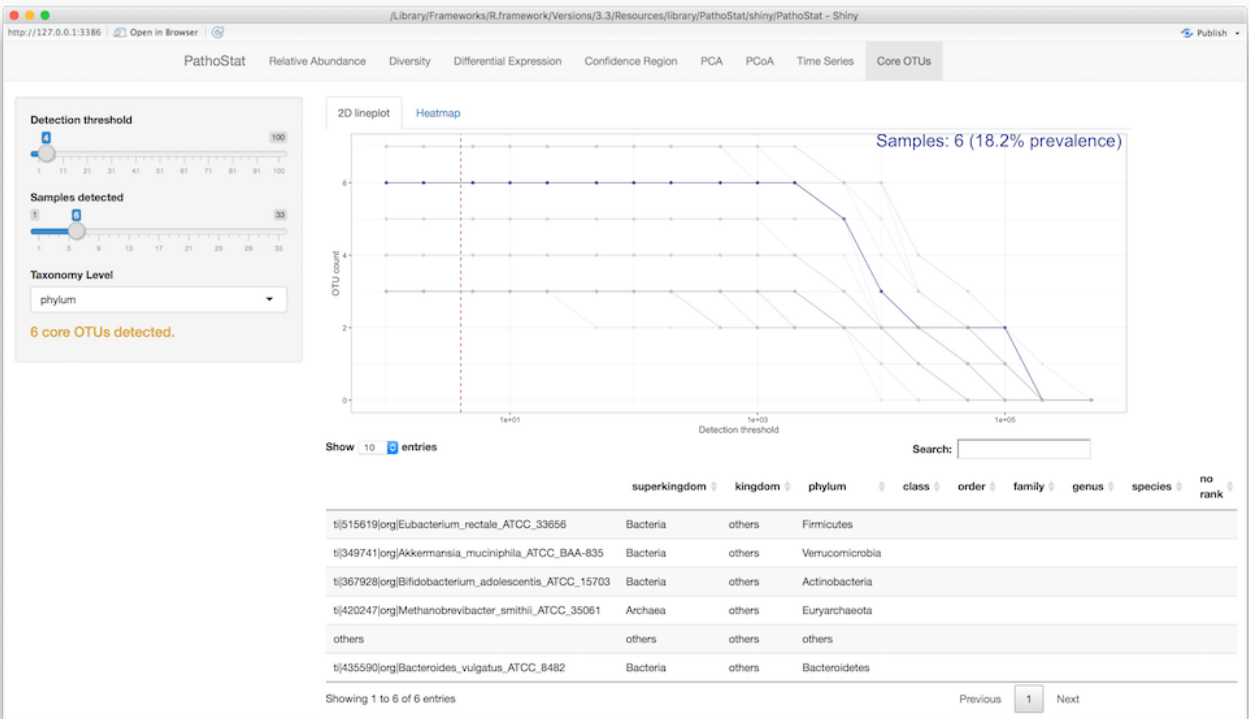 /Library/Frameworks/R.framework/Versions/3.3/Resources/library/PathoStat/shiny/PathoStat - Shiny
http://127.0.0.1:3386 Open in Browser Publish
PathoStat Relative Abundance Diversity Differential Expression Confidence Region PCA PCoA Time Series Core OTUs
Detection threshold
4 100
1 11 21 31 41 51 61 71 81 91 100
Samples detected
1 6 33
1 5 9 13 17 21 25 29 33
Taxonomy Level
phylum
6 core OTUs detected.
2D lineplot Heatmap
Samples: 6 (18.2% prevalence)
6
4
2
0
OTU count
1e+01 1e+03 1e+05
Detection threshold
Show 10 entries Search:
superkingdom kingdom phylum class order family genus species no rank
ti|515619|org|Eubacterium_rectale_ATCC_33656 Bacteria others Firmicutes
ti|349741|org|Akkermansia_muciniphila_ATCC_BAA-835 Bacteria others Verrucomicrobia
ti|367928|org|Bifidobacterium_adolescentis_ATCC_15703 Bacteria others Actinobacteria
ti|420247|org|Methanobrevibacter_smithii_ATCC_35061 Archaea others Euryarchaeota
others others others others
ti|435590|org|Bacteroides_vulgatus_ATCC_8482 Bacteria others Bacteroidetes
Showing 1 to 6 of 6 entries Previous 1 Next